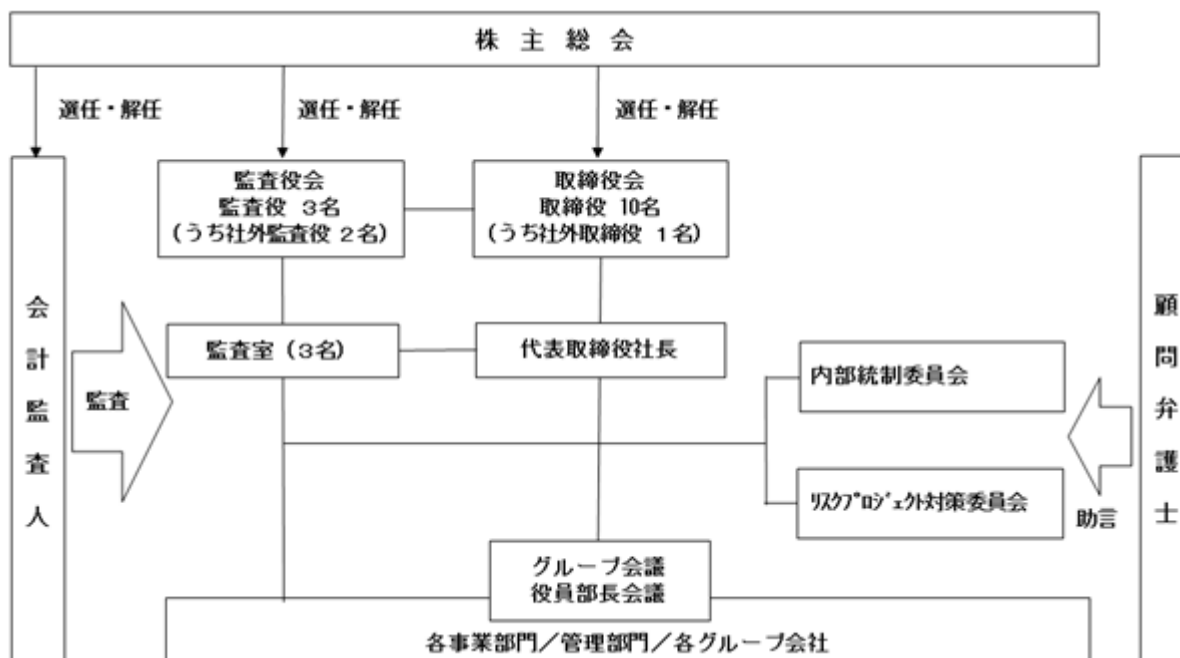 株主総会
選任・解任
選任・解任
選任・解任
監査役会
監査役 3名
(うち社外監査役 2名)
取締役会
取締役 10名
(うち社外取締役 1名)
会計監査人
監査
監査室 (3名)
代表取締役社長
内部統制委員会
ﾘｽｸﾌﾟﾛｼﾞｪｸﾄ対策委員会
助言
顧問弁護士
グループ会議
役員部長会議
各事業部門／管理部門／各グループ会社